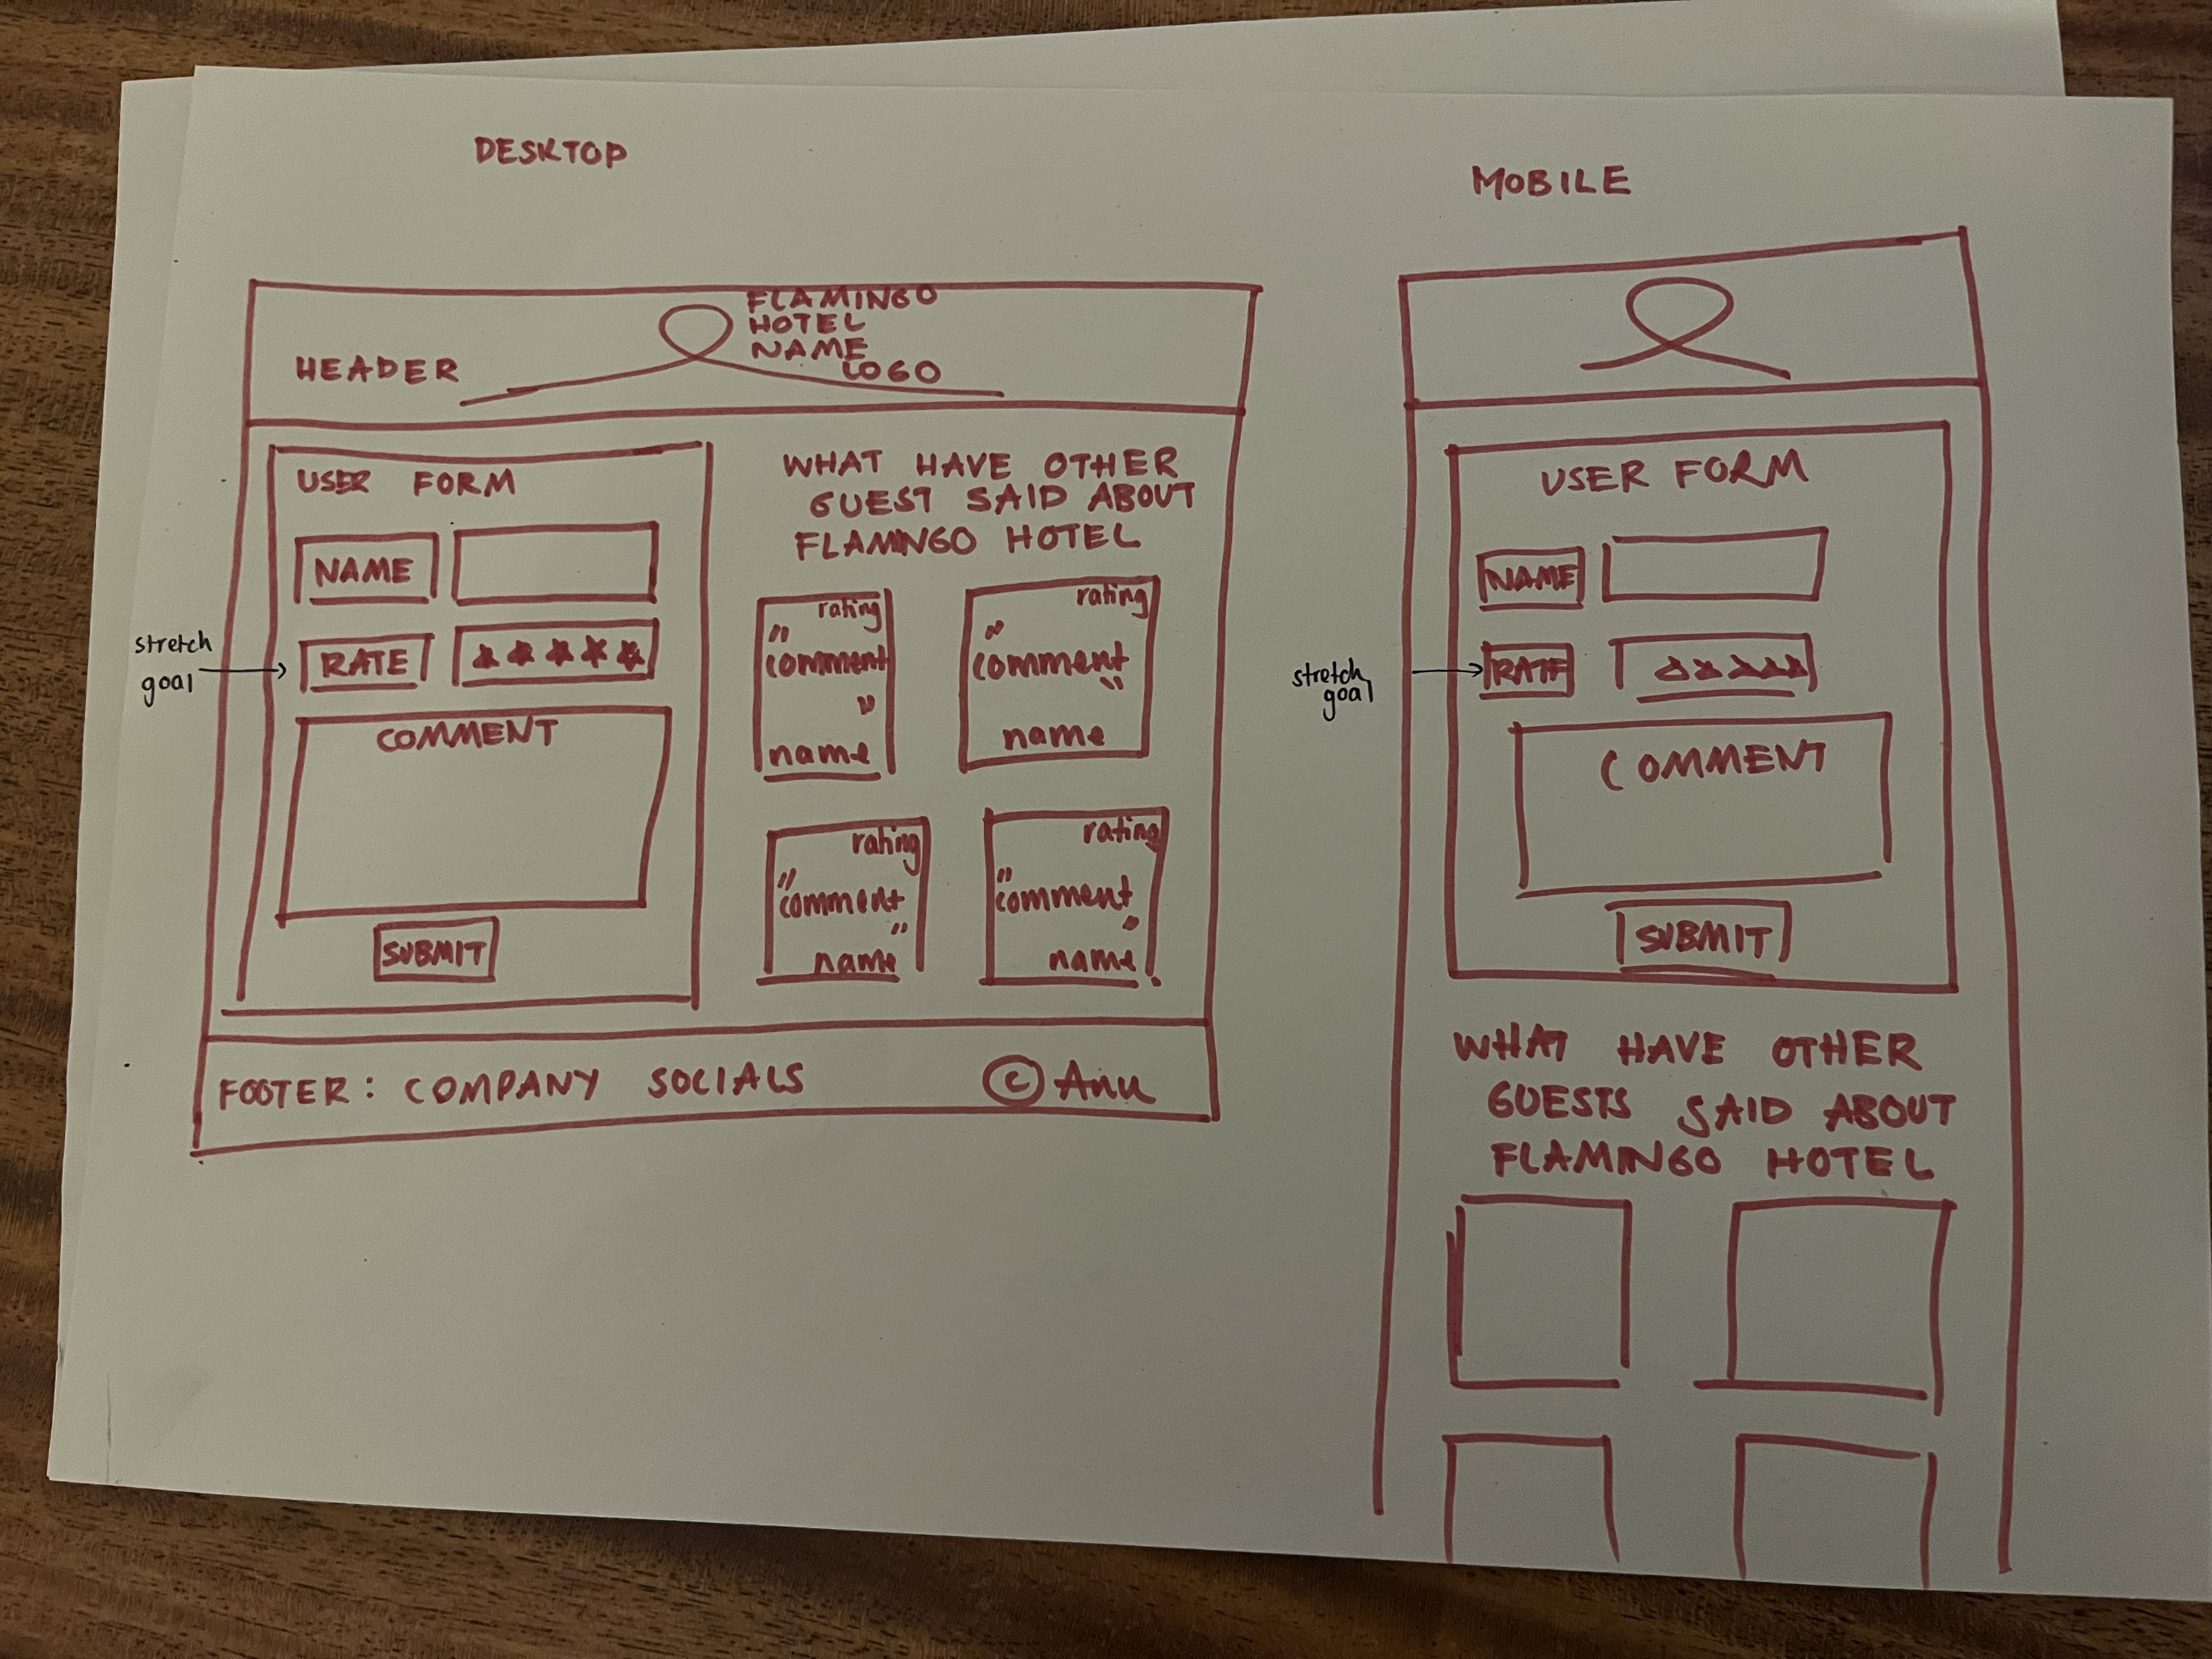 DESKTOP
HEADER
FLAMINGO
HOTEL
NAME
LOGO
USER FORM
NAME
stretch
goal
RATE
COMMENT
SUBMIT
WHAT HAVE OTHER
GUEST SAID ABOUT
FLAMINGO HOTEL
rating
"comment"
name
rating
"comment"
name
rating
"comment"
name
rating
"comment"
name
FOOTER: COMPANY SOCIALS © Anu
MOBILE
USER FORM
NAME
stretch
goal
RATE
COMMENT
SUBMIT
WHAT HAVE OTHER
GUESTS SAID ABOUT
FLAMINGO HOTEL